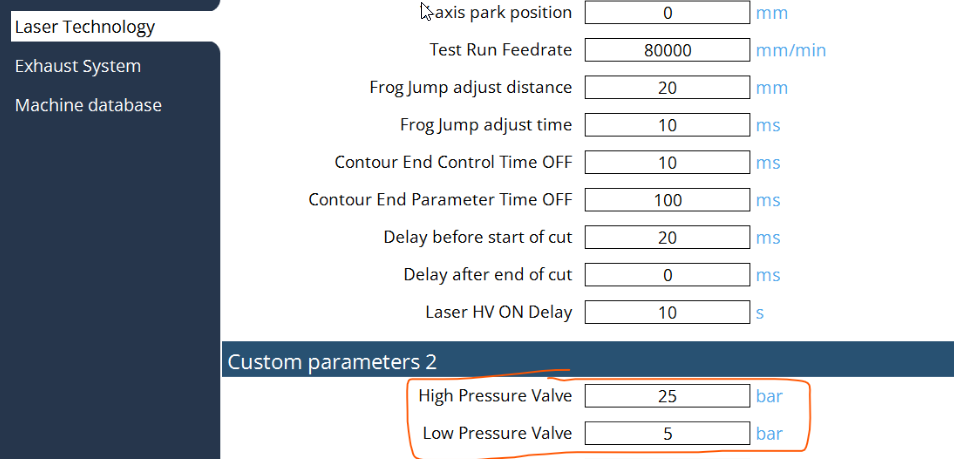 Laser Technology
Exhaust System
Machine database
axis park position 0 mm
Test Run Feedrate 80000 mm/min
Frog Jump adjust distance 20 mm
Frog Jump adjust time 10 ms
Contour End Control Time OFF 10 ms
Contour End Parameter Time OFF 100 ms
Delay before start of cut 20 ms
Delay after end of cut 0 ms
Laser HV ON Delay 10 s
Custom parameters 2
High Pressure Valve 25 bar
Low Pressure Valve 5 bar